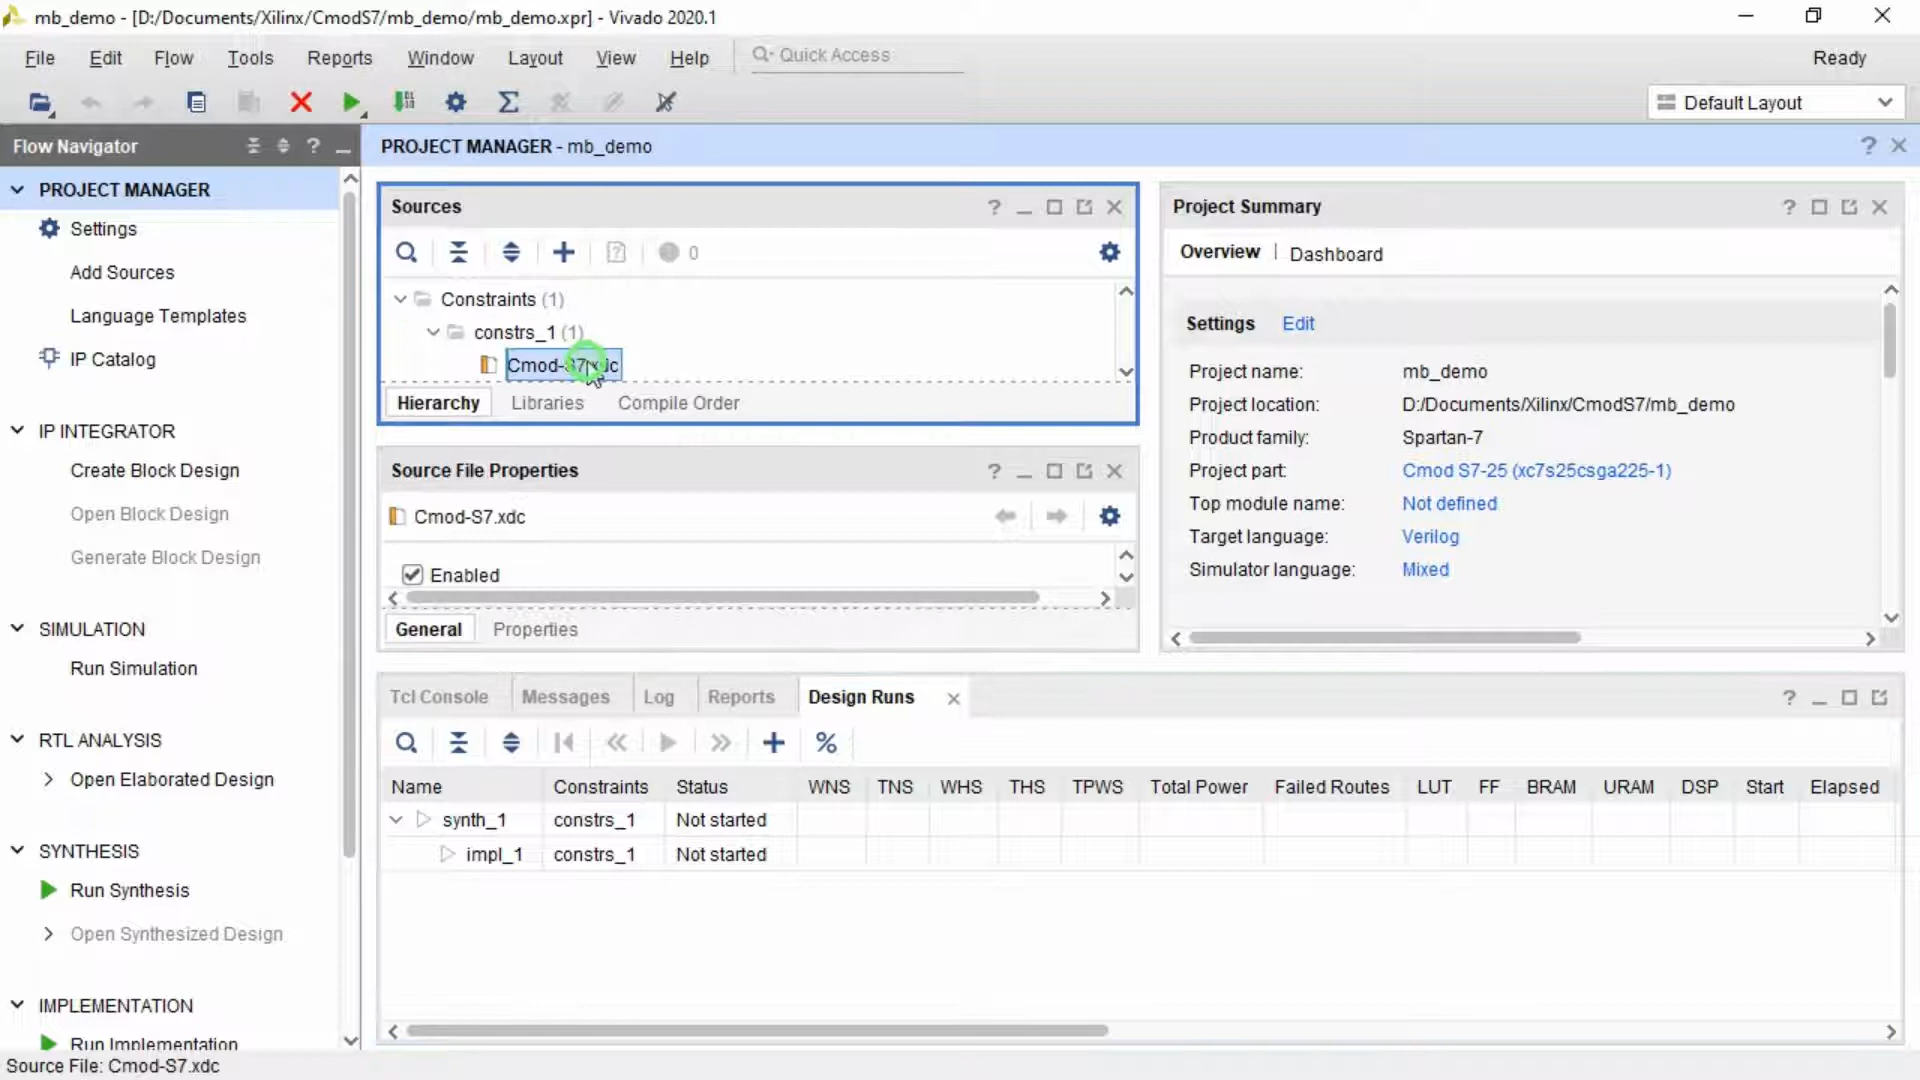 mb_demo - [D:/Documents/Xilinx/CmodS7/mb_demo/mb_demo.xpr] - Vivado 2020.1
File Edit Flow Tools Reports Window Layout View Help Quick Access Ready
Default Layout
Flow Navigator
PROJECT MANAGER
Settings
Add Sources
Language Templates
IP Catalog
IP INTEGRATOR
Create Block Design
Open Block Design
Generate Block Design
SIMULATION
Run Simulation
RTL ANALYSIS
Open Elaborated Design
SYNTHESIS
Run Synthesis
Open Synthesized Design
IMPLEMENTATION
Run Implementation
PROJECT MANAGER - mb_demo
Sources
0
Constraints (1)
constrs_1 (1)
Cmod-S7.xdc
Hierarchy Libraries Compile Order
Source File Properties
Cmod-S7.xdc
Enabled
General Properties
Project Summary
Overview | Dashboard
Settings Edit
Project name: mb_demo
Project location: D:/Documents/Xilinx/CmodS7/mb_demo
Product family: Spartan-7
Project part: Cmod S7-25 (xc7s25csga225-1)
Top module name: Not defined
Target language: Verilog
Simulator language: Mixed
Tcl Console Messages Log Reports Design Runs
Name Constraints Status WNS TNS WHS THS TPWS Total Power Failed Routes LUT FF BRAM URAM DSP Start Elapsed
synth_1 constrs_1 Not started
impl_1 constrs_1 Not started
Source File: Cmod-S7.xdc